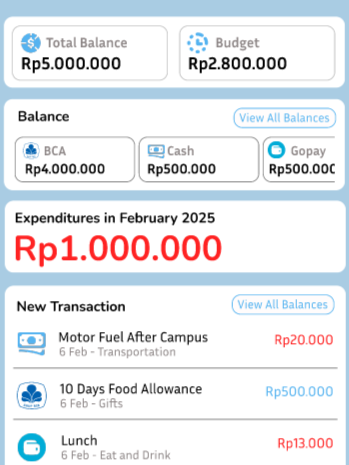 Total Balance
Rp5.000.000
Budget
Rp2.800.000
Balance
View All Balances
BCA
Rp4.000.000
Cash
Rp500.000
Gopay
Rp500.000
Expenditures in February 2025
Rp1.000.000
New Transaction
View All Balances
Motor Fuel After Campus
6 Feb - Transportation
Rp20.000
10 Days Food Allowance
6 Feb - Gifts
Rp500.000
Lunch
6 Feb - Eat and Drink
Rp13.000